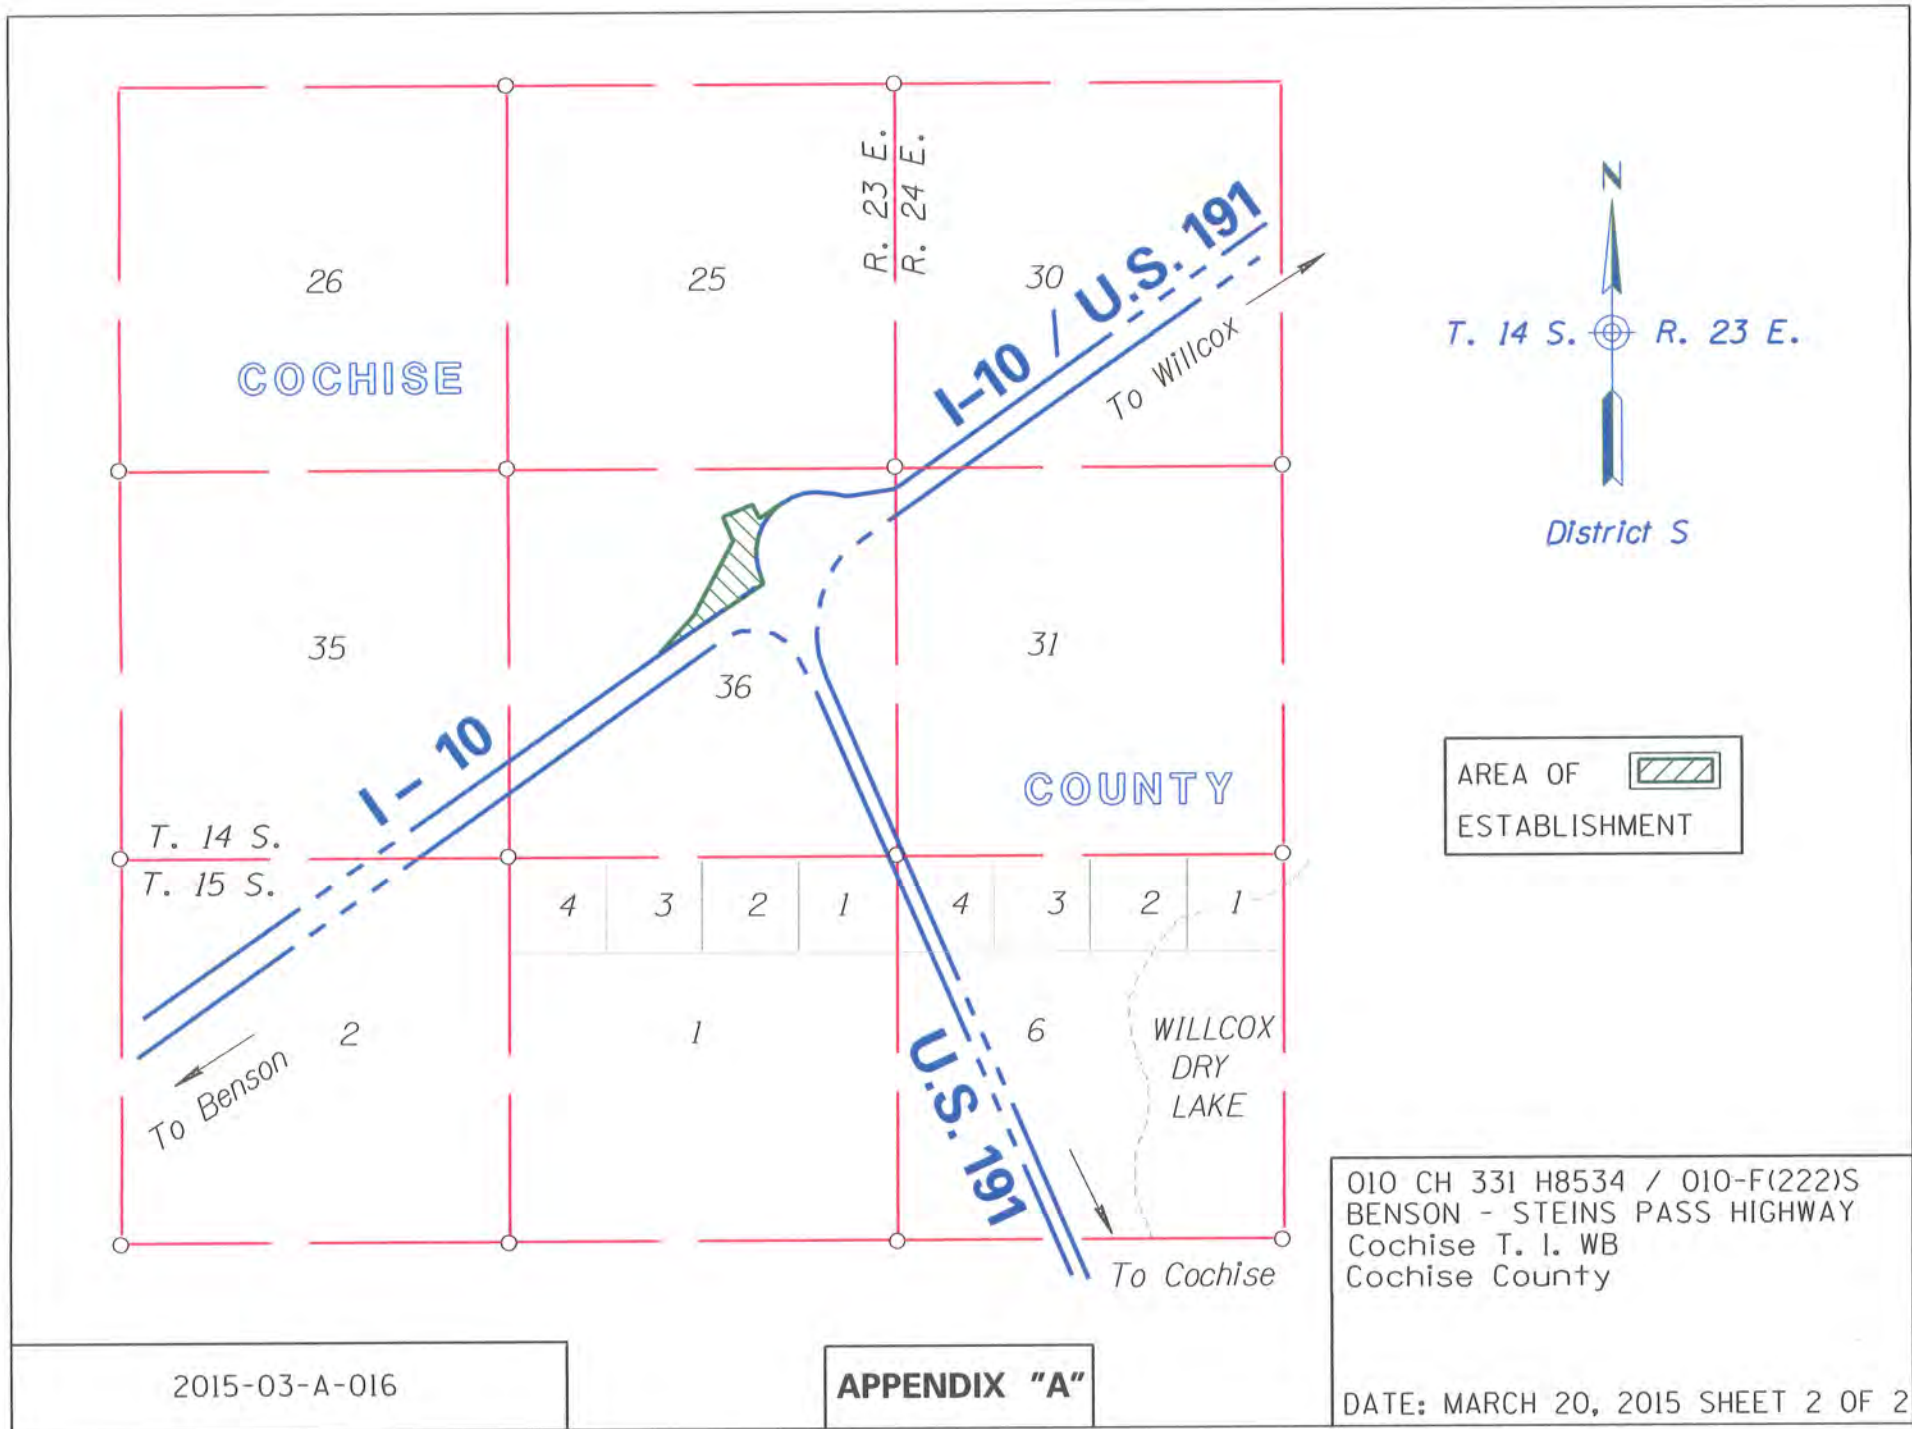 R. 23 E.
R. 24 E.
26
25
30
COCHISE
I-10 / U.S. 191
To Willcox
N
T. 14 S. R. 23 E.
District S
35
36
31
I - 10
COUNTY
AREA OF
ESTABLISHMENT
T. 14 S.
T. 15 S.
4 3 2 1 4 3 2 1
2
1
6
WILLCOX
DRY
LAKE
To Benson
U.S. 191
To Cochise
010 CH 331 H8534 / 010-F(222)S
BENSON - STEINS PASS HIGHWAY
Cochise T. I. WB
Cochise County
2015-03-A-016
APPENDIX "A"
DATE: MARCH 20, 2015 SHEET 2 OF 2